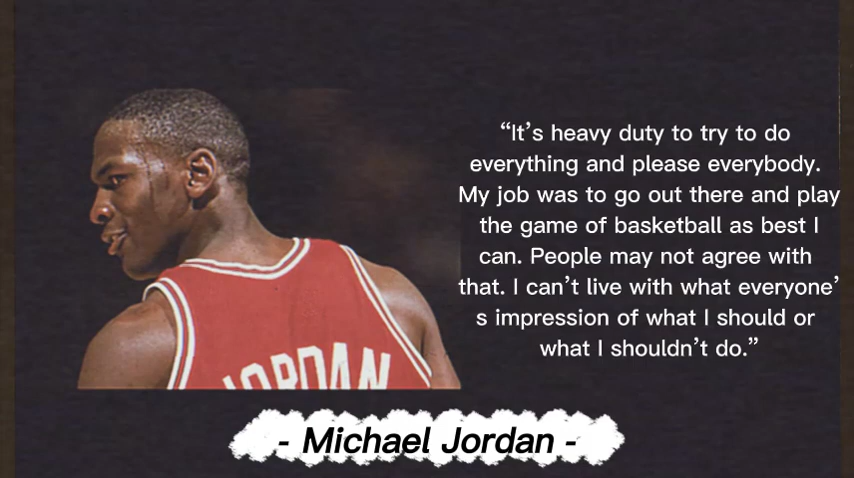 “It’s heavy duty to try to do
everything and please everybody.
My job was to go out there and play
the game of basketball as best I
can. People may not agree with
that. I can’t live with what everyone’
s impression of what I should or
what I shouldn’t do.”
JORDAN
- Michael Jordan -